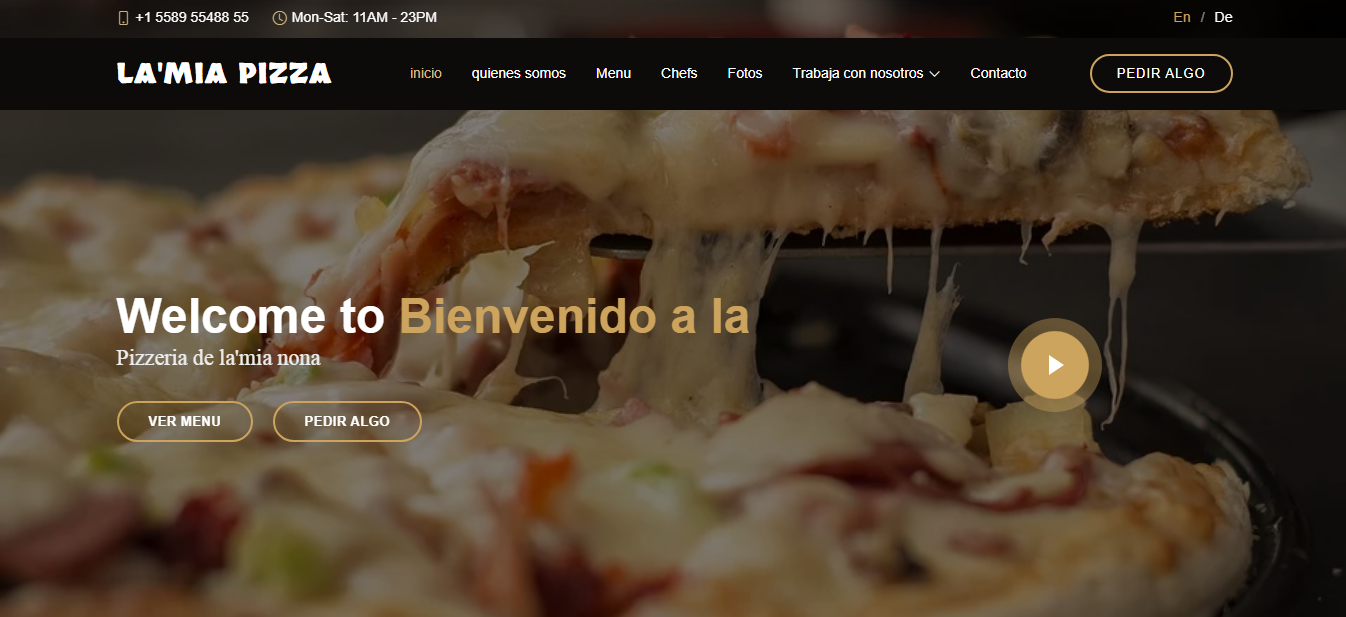 +1 5589 55488 55 Mon-Sat: 11AM - 23PM En / De
LA'MIA PIZZA inicio quienes somos Menu Chefs Fotos Trabaja con nosotros Contacto PEDIR ALGO
Welcome to Bienvenido a la
Pizzeria de la'mia nona
VER MENU PEDIR ALGO